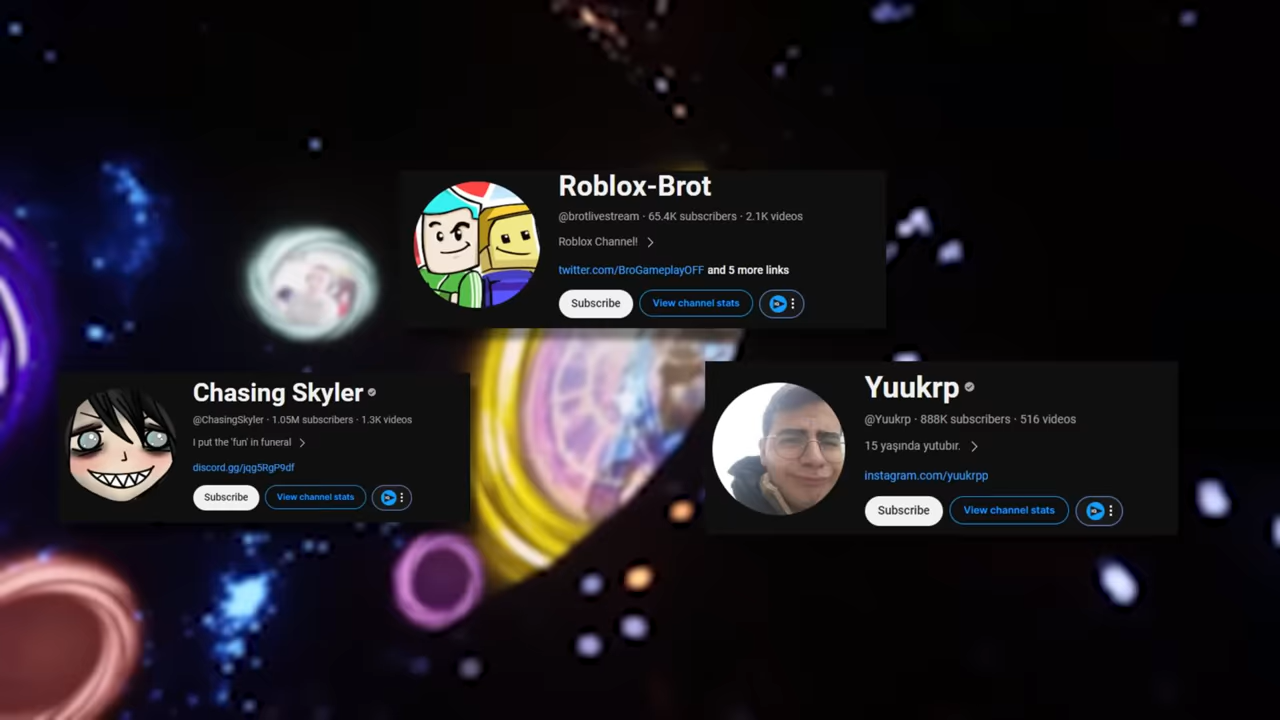 Roblox-Brot
@brotlivestream · 65.4K subscribers · 2.1K videos
Roblox Channel!
twitter.com/BroGameplayOFF and 5 more links
Subscribe
View channel stats
Chasing Skyler
@ChasingSkyler · 1.05M subscribers · 1.3K videos
I put the 'fun' in funeral
discord.gg/jqg5RgP9df
Subscribe
View channel stats
Yuukrp
@Yuukrp · 888K subscribers · 516 videos
15 yaşında yutubır.
instagram.com/yuukrpp
Subscribe
View channel stats